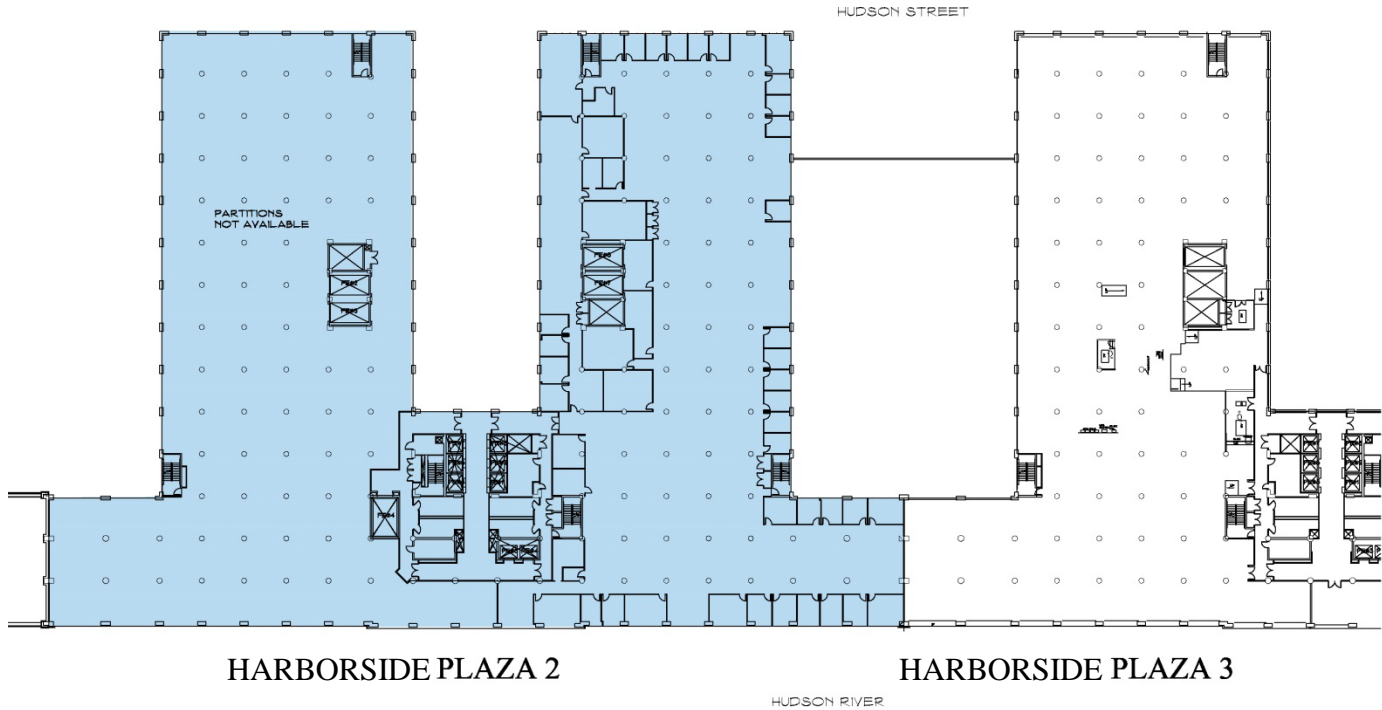 HUDSON STREET
PARTITIONS
NOT AVAILABLE
HARBORSIDE PLAZA 2
HARBORSIDE PLAZA 3
HUDSON RIVER